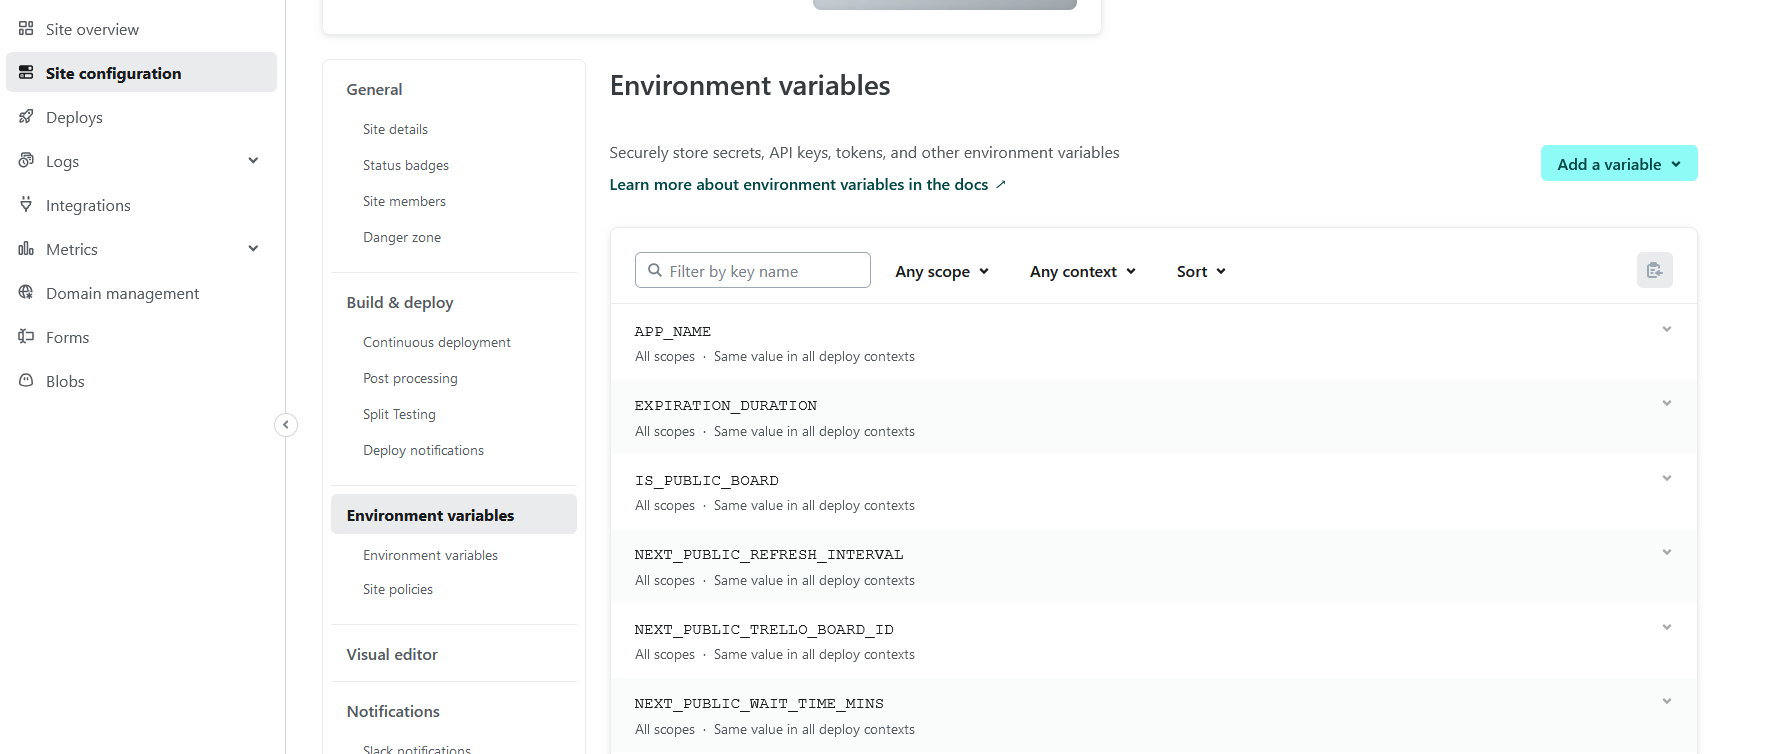 Site overview
Site configuration
Deploys
Logs
Integrations
Metrics
Domain management
Forms
Blobs
General
Site details
Status badges
Site members
Danger zone
Build & deploy
Continuous deployment
Post processing
Split Testing
Deploy notifications
Environment variables
Environment variables
Site policies
Visual editor
Notifications
Slack notifications
Environment variables
Securely store secrets, API keys, tokens, and other environment variables
Learn more about environment variables in the docs ↗
Add a variable
Filter by key name
Any scope
Any context
Sort
APP_NAME
All scopes · Same value in all deploy contexts
EXPIRATION_DURATION
All scopes · Same value in all deploy contexts
IS_PUBLIC_BOARD
All scopes · Same value in all deploy contexts
NEXT_PUBLIC_REFRESH_INTERVAL
All scopes · Same value in all deploy contexts
NEXT_PUBLIC_TRELLO_BOARD_ID
All scopes · Same value in all deploy contexts
NEXT_PUBLIC_WAIT_TIME_MINS
All scopes · Same value in all deploy contexts